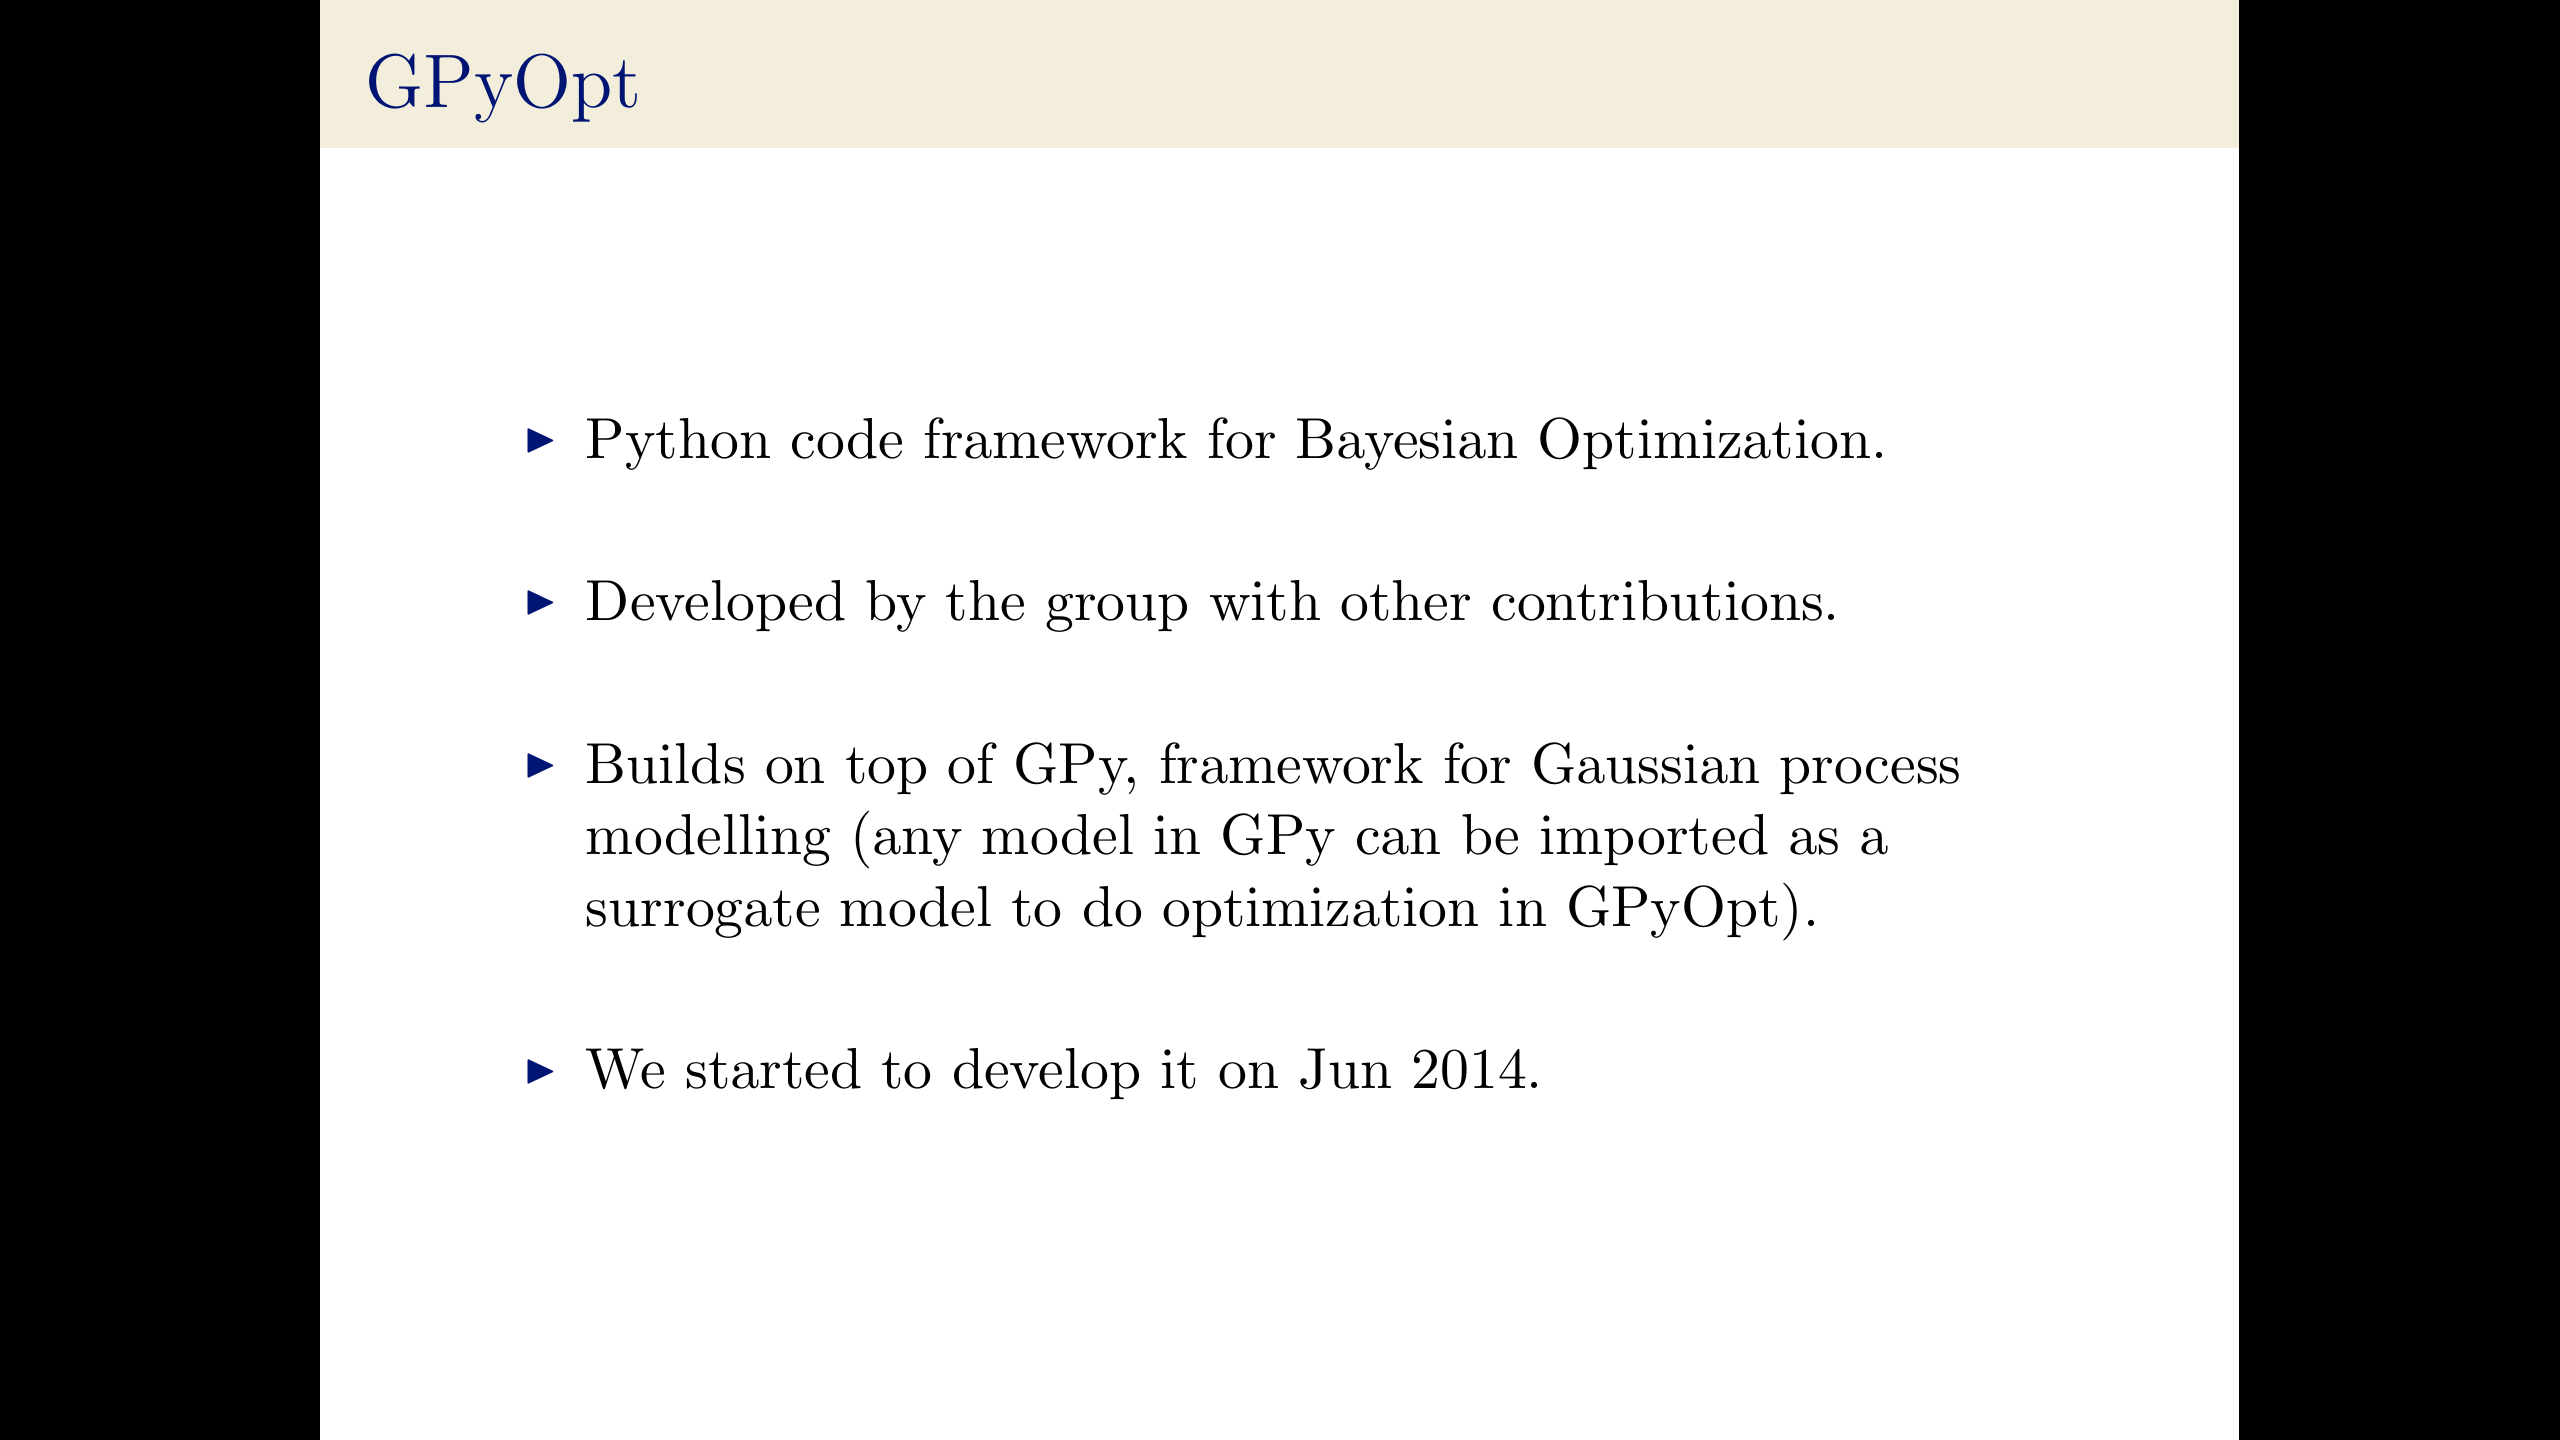 GPyOpt
▶ Python code framework for Bayesian Optimization.
▶ Developed by the group with other contributions.
▶ Builds on top of GPy, framework for Gaussian process
modelling (any model in GPy can be imported as a
surrogate model to do optimization in GPyOpt).
▶ We started to develop it on Jun 2014.